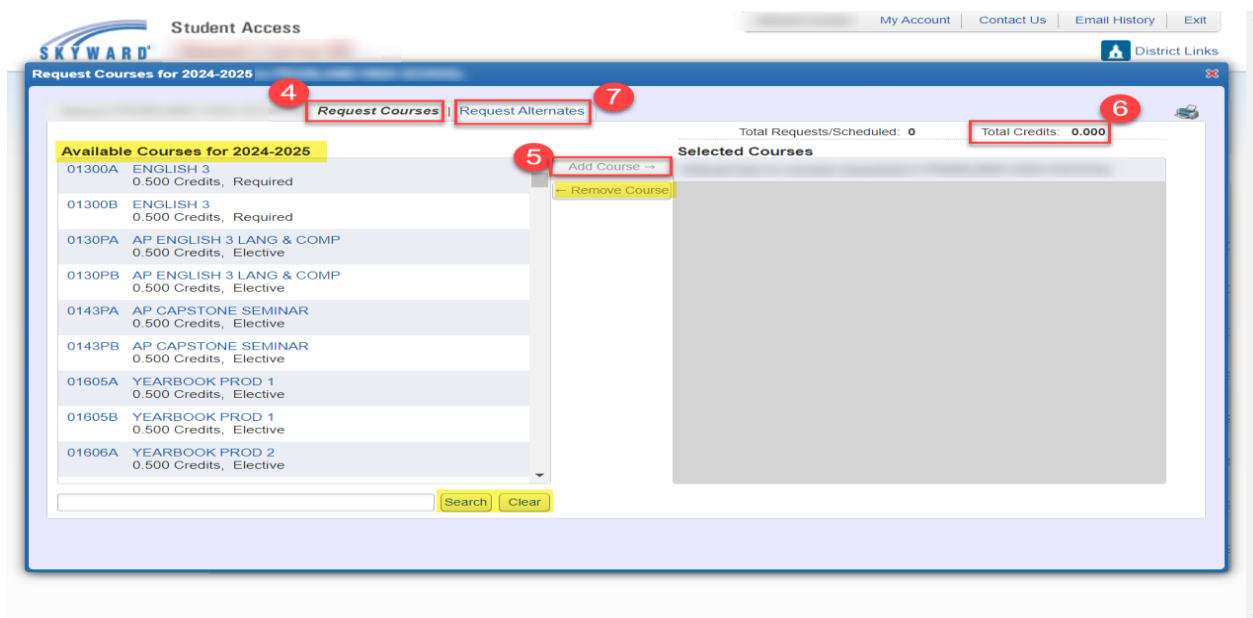 Student Access
My Account | Contact Us | Email History | Exit
SKYWARD
District Links
Request Courses for 2024-2025
4
7
6
Request Courses | Request Alternates
Total Requests/Scheduled: 0 Total Credits: 0.000
Available Courses for 2024-2025
5
Selected Courses
Add Course →
← Remove Course
01300A ENGLISH 3
0.500 Credits, Required
01300B ENGLISH 3
0.500 Credits, Required
0130PA AP ENGLISH 3 LANG & COMP
0.500 Credits, Elective
0130PB AP ENGLISH 3 LANG & COMP
0.500 Credits, Elective
0143PA AP CAPSTONE SEMINAR
0.500 Credits, Elective
0143PB AP CAPSTONE SEMINAR
0.500 Credits, Elective
01605A YEARBOOK PROD 1
0.500 Credits, Elective
01605B YEARBOOK PROD 1
0.500 Credits, Elective
01606A YEARBOOK PROD 2
0.500 Credits, Elective
Search Clear